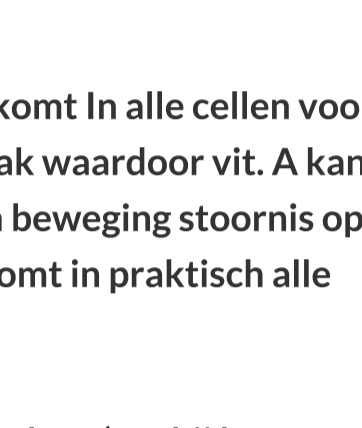 komt In alle cellen voo
ak waardoor vit. A kan
beweging stoornis op
omt in praktisch alle